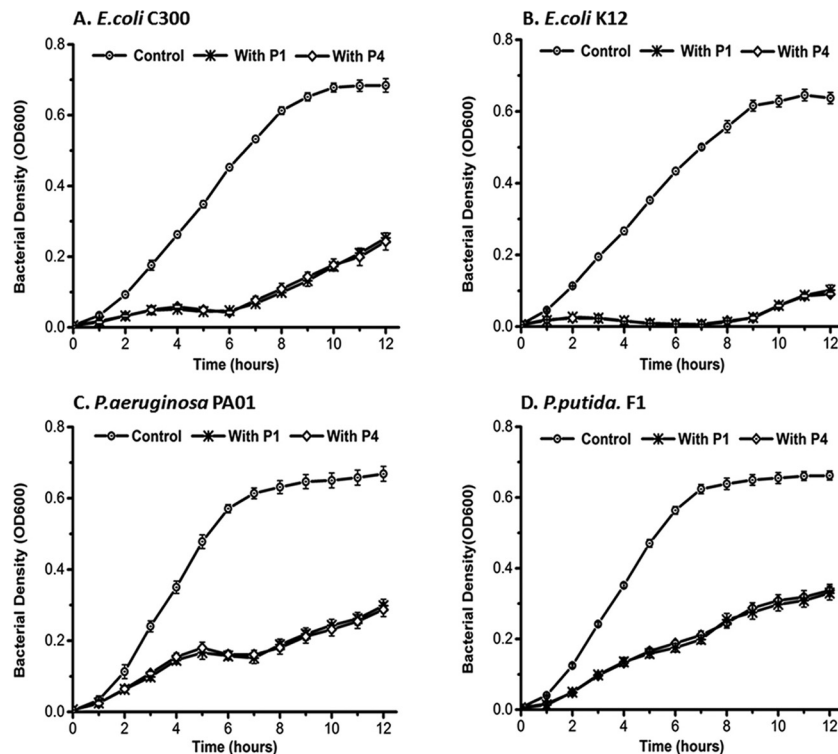 A. E.coli C300
Control With P1 With P4
Bacterial Density (OD600)
0.8
0.6
0.4
0.2
0.0
0 2 4 6 8 10 12
Time (hours)
B. E.coli K12
Control With P1 With P4
Bacterial Density (OD600)
0.8
0.6
0.4
0.2
0.0
0 2 4 6 8 10 12
Time (hours)
C. P.aeruginosa PA01
Control With P1 With P4
Bacterial Density (OD600)
0.8
0.6
0.4
0.2
0.0
0 2 4 6 8 10 12
Time (hours)
D. P.putida. F1
Control With P1 With P4
Bacterial Density(OD600)
0.8
0.6
0.4
0.2
0.0
0 2 4 6 8 10 12
Time (hours)